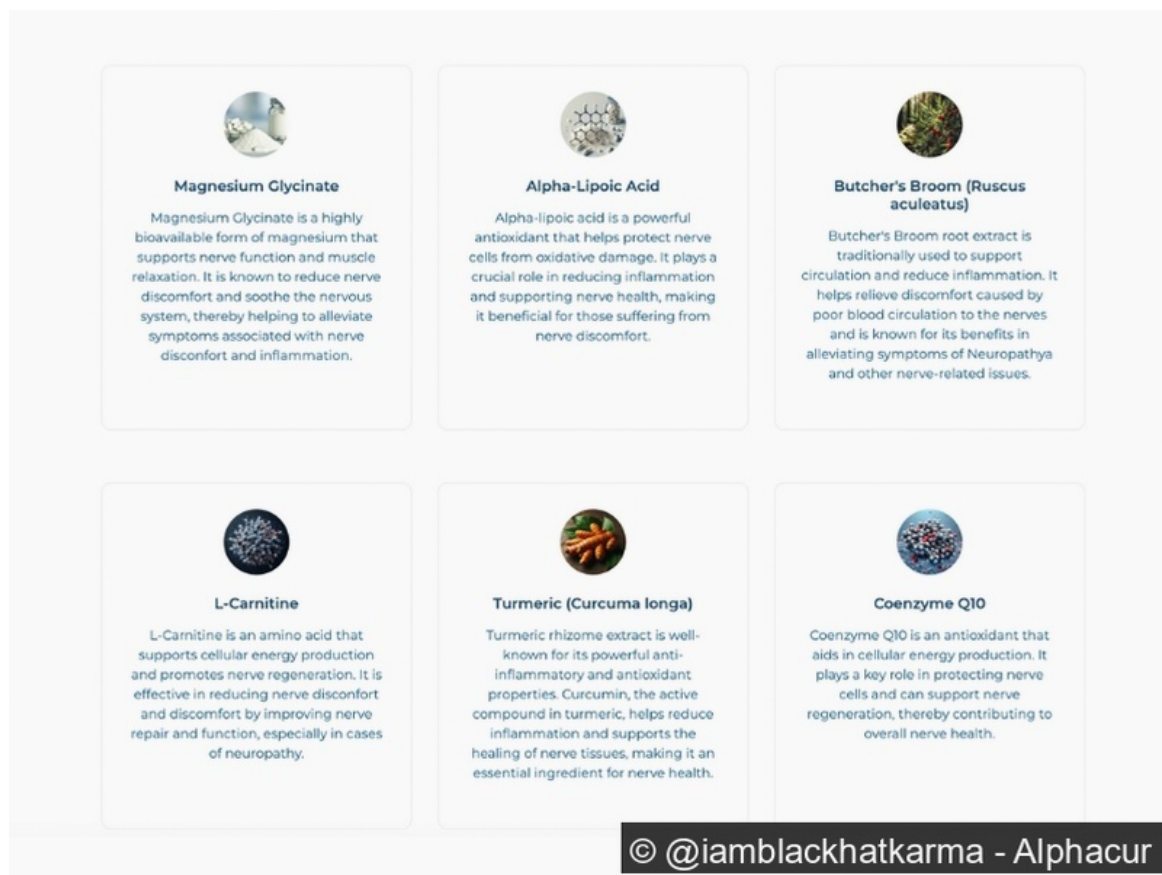 Magnesium Glycinate
Magnesium Glycinate is a highly
bioavailable form of magnesium that
supports nerve function and muscle
relaxation. It is known to reduce nerve
discomfort and soothe the nervous
system, thereby helping to alleviate
symptoms associated with nerve
disconfort and inflammation.
Alpha-Lipoic Acid
Alpha-lipoic acid is a powerful
antioxidant that helps protect nerve
cells from oxidative damage. It plays a
crucial role in reducing inflammation
and supporting nerve health, making
it beneficial for those suffering from
nerve discomfort.
Butcher's Broom (Ruscus
aculeatus)
Butcher's Broom root extract is
traditionally used to support
circulation and reduce inflammation. It
helps relieve discomfort caused by
poor blood circulation to the nerves
and is known for its benefits in
alleviating symptoms of Neuropathya
and other nerve-related issues.
L-Carnitine
L-Carnitine is an amino acid that
supports cellular energy production
and promotes nerve regeneration. It is
effective in reducing nerve disconfort
and discomfort by improving nerve
repair and function, especially in cases
of neuropathy.
Turmeric (Curcuma longa)
Turmeric rhizome extract is well-
known for its powerful anti-
inflammatory and antioxidant
properties. Curcumin, the active
compound in turmeric, helps reduce
inflammation and supports the
healing of nerve tissues, making it an
essential ingredient for nerve health.
Coenzyme Q10
Coenzyme Q10 is an antioxidant that
aids in cellular energy production. It
plays a key role in protecting nerve
cells and can support nerve
regeneration, thereby contributing to
overall nerve health.
© @iamblackhatkarma - Alphacur